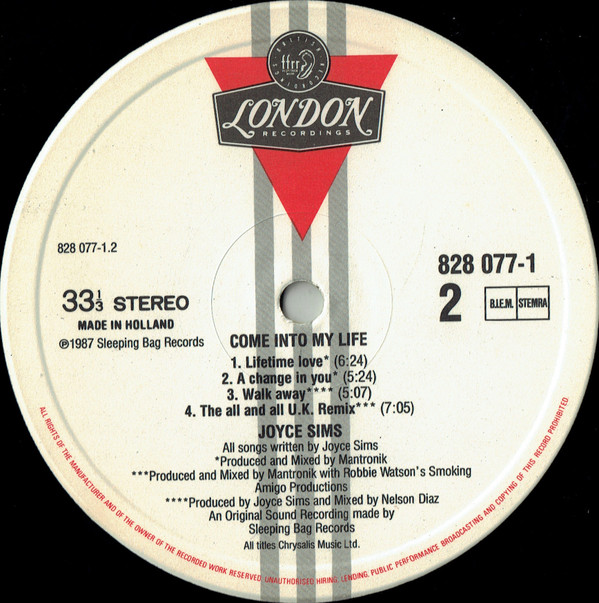 BRITISH RECORDINGS
ffrr
LONDON
RECORDINGS
828 077-1.2
828 077-1
33 1/3 STEREO
2
B.I.E.M. STEMRA
MADE IN HOLLAND
℗1987 Sleeping Bag Records
COME INTO MY LIFE
1. Lifetime love* (6:24)
2. A change in you* (5:24)
3. Walk away**** (5:07)
4. The all and all U.K. Remix*** (7:05)
JOYCE SIMS
All songs written by Joyce Sims
*Produced and Mixed by Mantronik
***Produced and Mixed by Mantronik with Robbie Watson's Smoking
Amigo Productions
****Produced by Joyce Sims and Mixed by Nelson Diaz
An Original Sound Recording made by
Sleeping Bag Records
All titles Chrysalis Music Ltd.
ALL RIGHTS OF THE MANUFACTURER AND OF THE OWNER OF THE RECORDED WORK RESERVED. UNAUTHORISED HIRING, LENDING, PUBLIC PERFORMANCE BROADCASTING AND COPYING OF THIS RECORD PROHIBITED.